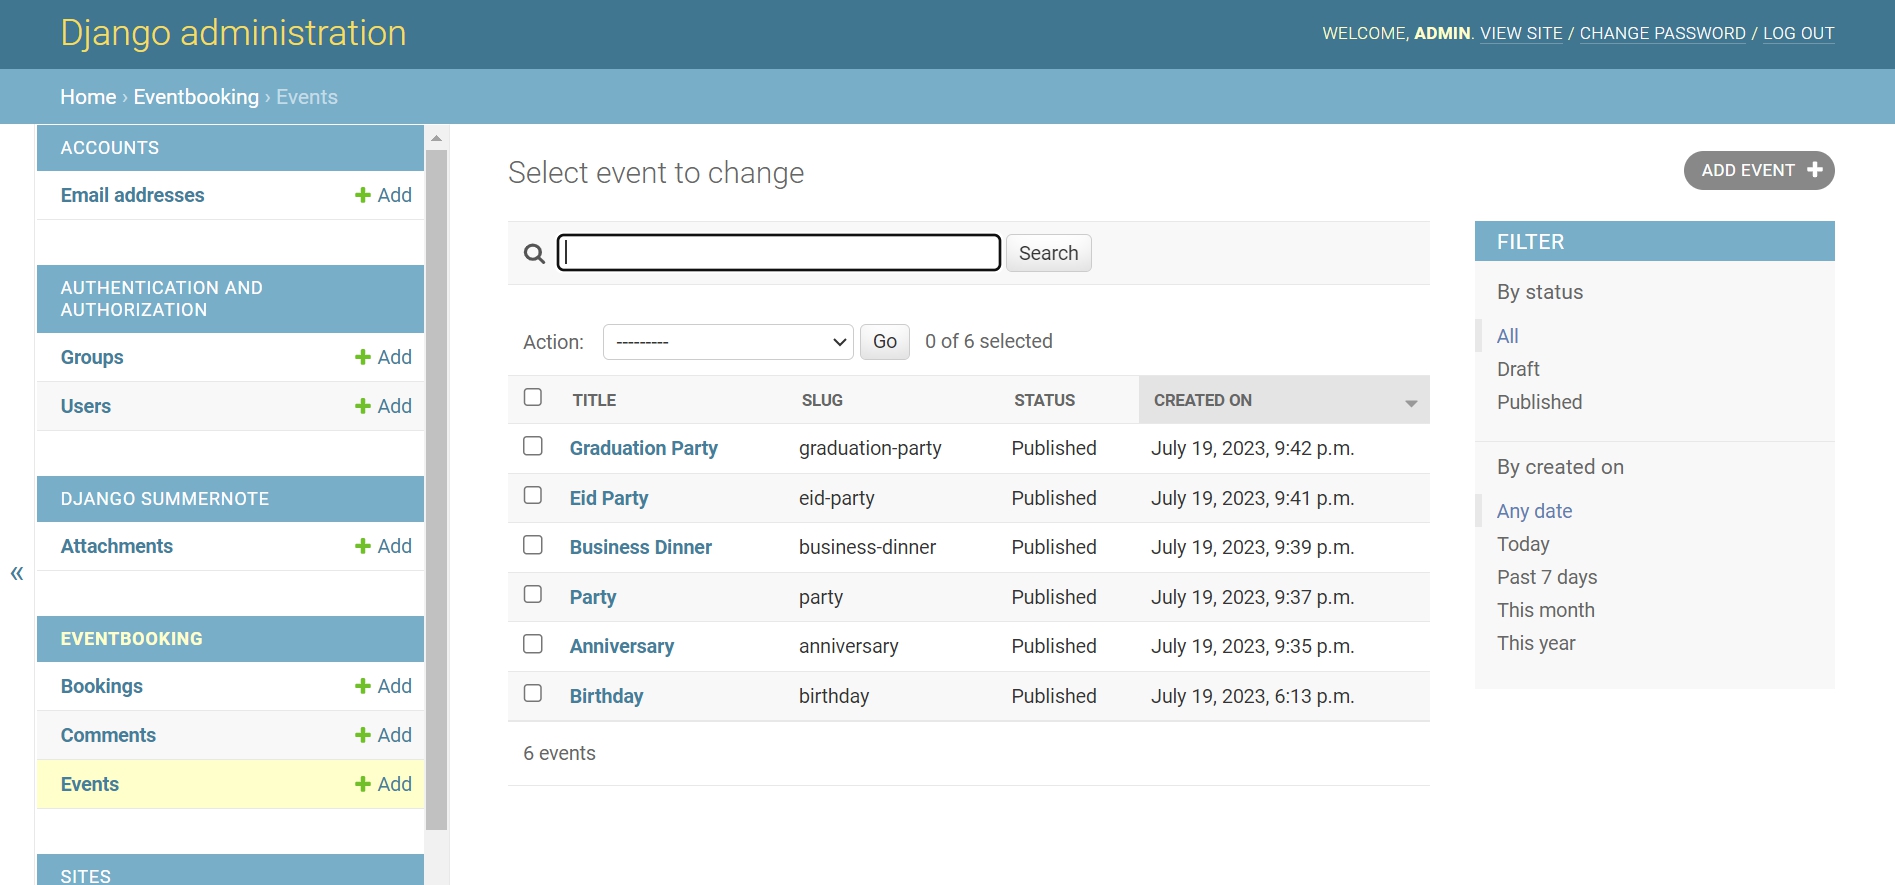 Django administration
WELCOME, ADMIN. VIEW SITE / CHANGE PASSWORD / LOG OUT
Home › Eventbooking › Events
ACCOUNTS
Email addresses
Add
AUTHENTICATION AND
AUTHORIZATION
Groups
Add
Users
Add
DJANGO SUMMERNOTE
Attachments
Add
«
EVENTBOOKING
Bookings
Add
Comments
Add
Events
Add
SITES
Select event to change
ADD EVENT
Search
Action: --------- Go 0 of 6 selected
TITLE SLUG STATUS CREATED ON
Graduation Party graduation-party Published July 19, 2023, 9:42 p.m.
Eid Party eid-party Published July 19, 2023, 9:41 p.m.
Business Dinner business-dinner Published July 19, 2023, 9:39 p.m.
Party party Published July 19, 2023, 9:37 p.m.
Anniversary anniversary Published July 19, 2023, 9:35 p.m.
Birthday birthday Published July 19, 2023, 6:13 p.m.
6 events
FILTER
By status
All
Draft
Published
By created on
Any date
Today
Past 7 days
This month
This year